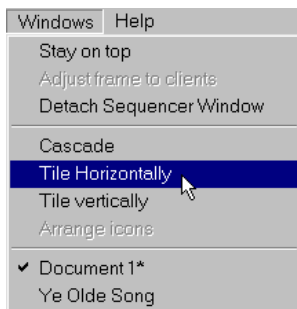 Windows Help
Stay on top
Adjust frame to clients
Detach Sequencer Window
Cascade
Tile Horizontally
Tile vertically
Arrange icons
✔ Document 1*
Ye Olde Song